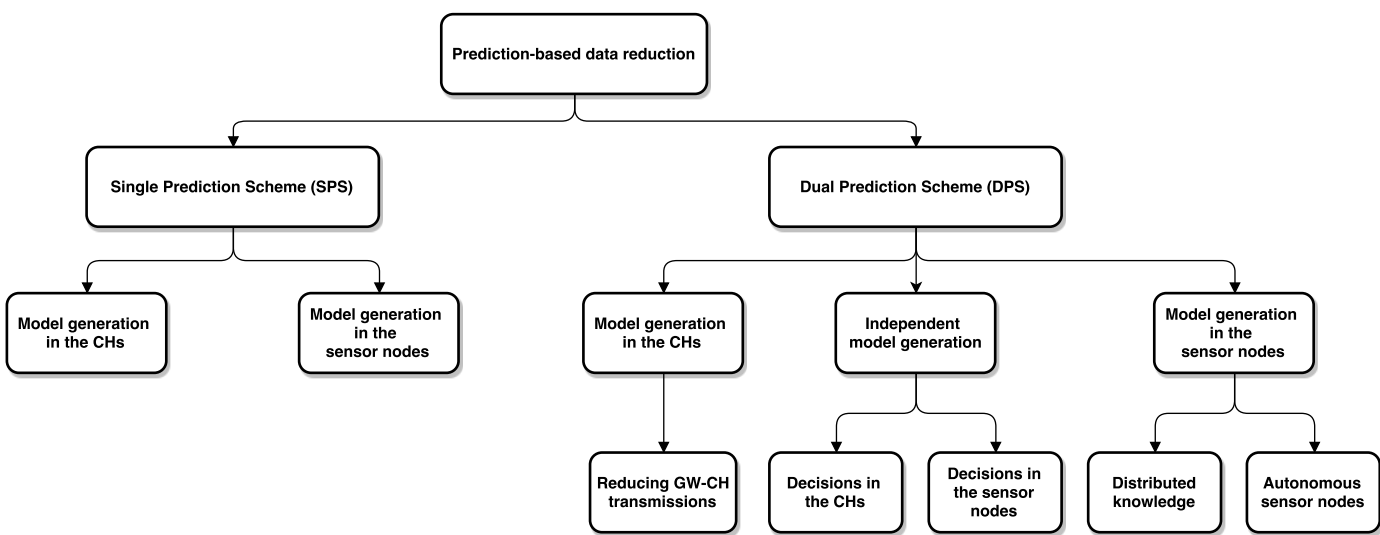 Prediction-based data reduction
Single Prediction Scheme (SPS)
Dual Prediction Scheme (DPS)
Model generation
in the CHs
Model generation
in the
sensor nodes
Model generation
in the CHs
Independent
model generation
Model generation
in the
sensor nodes
Reducing GW-CH
transmissions
Decisions in
the CHs
Decisions in
the sensor
nodes
Distributed
knowledge
Autonomous
sensor nodes